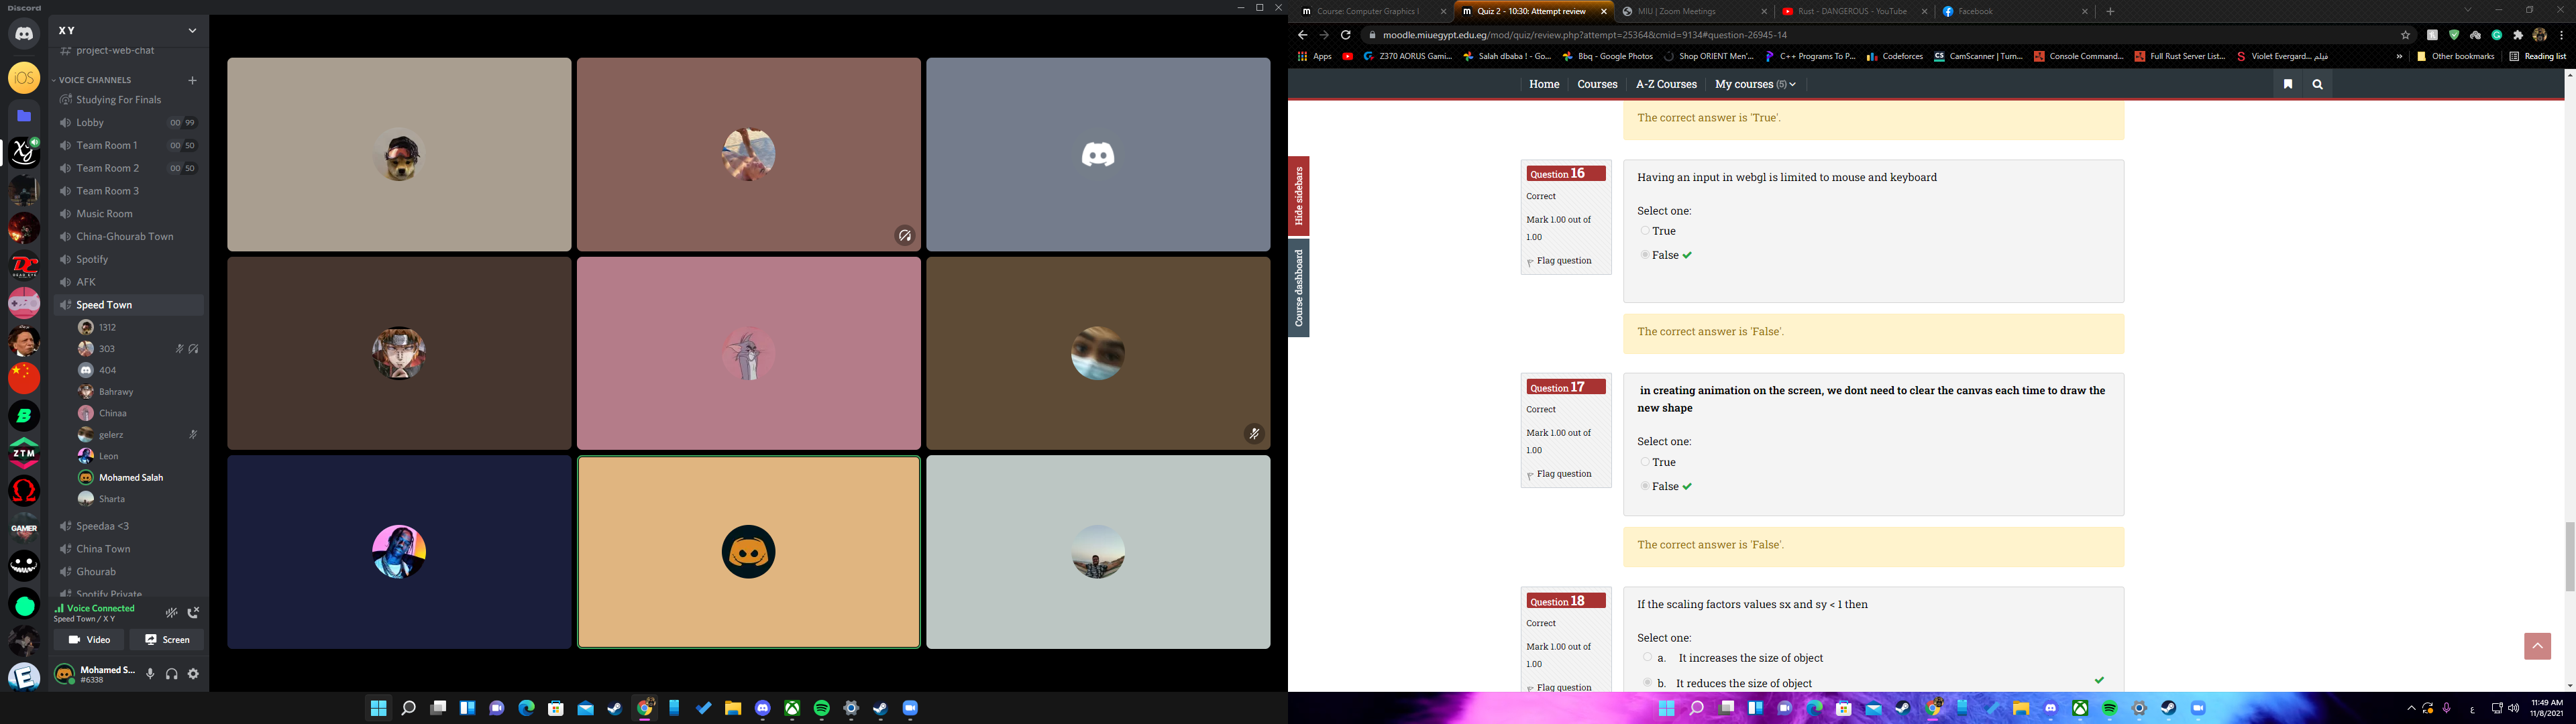 Discord
X Y
project-web-chat
VOICE CHANNELS
Studying For Finals
Lobby 00 99
Team Room 1 00 50
Team Room 2 00 50
Team Room 3
Music Room
China-Ghourab Town
Spotify
AFK
Speed Town
1312
303
404
Bahrawy
Chinaa
gelerz
Leon
Mohamed Salah
Sharta
Speedaa <3
China Town
Ghourab
Spotify Private
Voice Connected
Speed Town / X Y
Video Screen
Mohamed S...
#6338
iOS
ZTM
GAMER
Course: Computer Graphics I
Quiz 2 - 10:30: Attempt review
MIU | Zoom Meetings
Rust - DANGEROUS - YouTube
Facebook
moodle.miuegypt.edu.eg/mod/quiz/review.php?attempt=25364&cmid=9134#question-26945-14
Apps
Z370 AORUS Gami...
Salah dbaba ! - Go...
Bbq - Google Photos
Shop ORIENT Men'...
C++ Programs To P...
Codeforces
CamScanner | Turn...
Console Command...
Full Rust Server List...
Violet Evergard... فيلم
»
Other bookmarks
Reading list
Home Courses A-Z Courses My courses (5)
Hide sidebars
Course dashboard
The correct answer is 'True'.
Question 16
Correct
Mark 1.00 out of
1.00
Flag question
Having an input in webgl is limited to mouse and keyboard
Select one:
True
False
The correct answer is 'False'.
Question 17
Correct
Mark 1.00 out of
1.00
Flag question
in creating animation on the screen, we dont need to clear the canvas each time to draw the
new shape
Select one:
True
False
The correct answer is 'False'.
Question 18
Correct
Mark 1.00 out of
1.00
Flag question
If the scaling factors values sx and sy < 1 then
Select one:
a. It increases the size of object
b. It reduces the size of object
ع
11:49 AM
11/8/2021